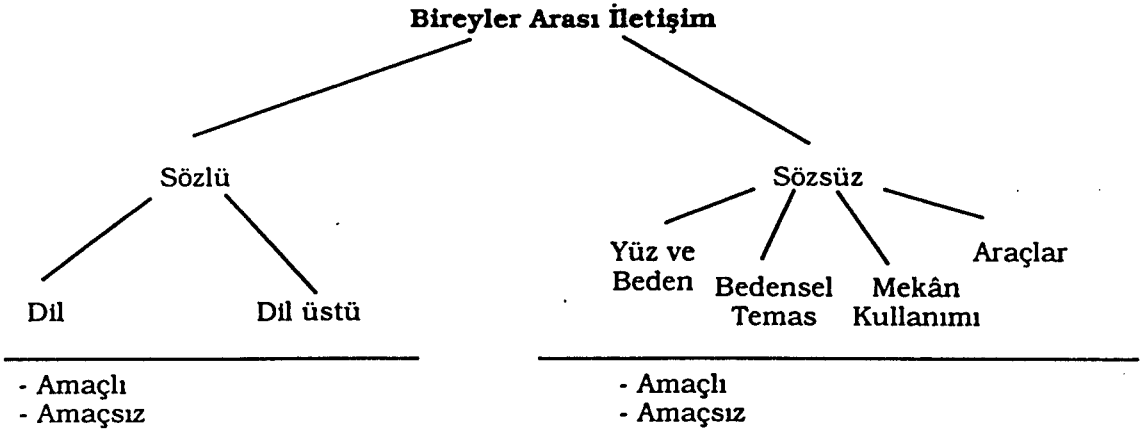 Bireyler Arası İletişim
Sözlü
Sözsüz
Dil
Dil üstü
Yüz ve
Beden
Bedensel
Temas
Mekân
Kullanımı
Araçlar
- Amaçlı
- Amaçsız
- Amaçlı
- Amaçsız